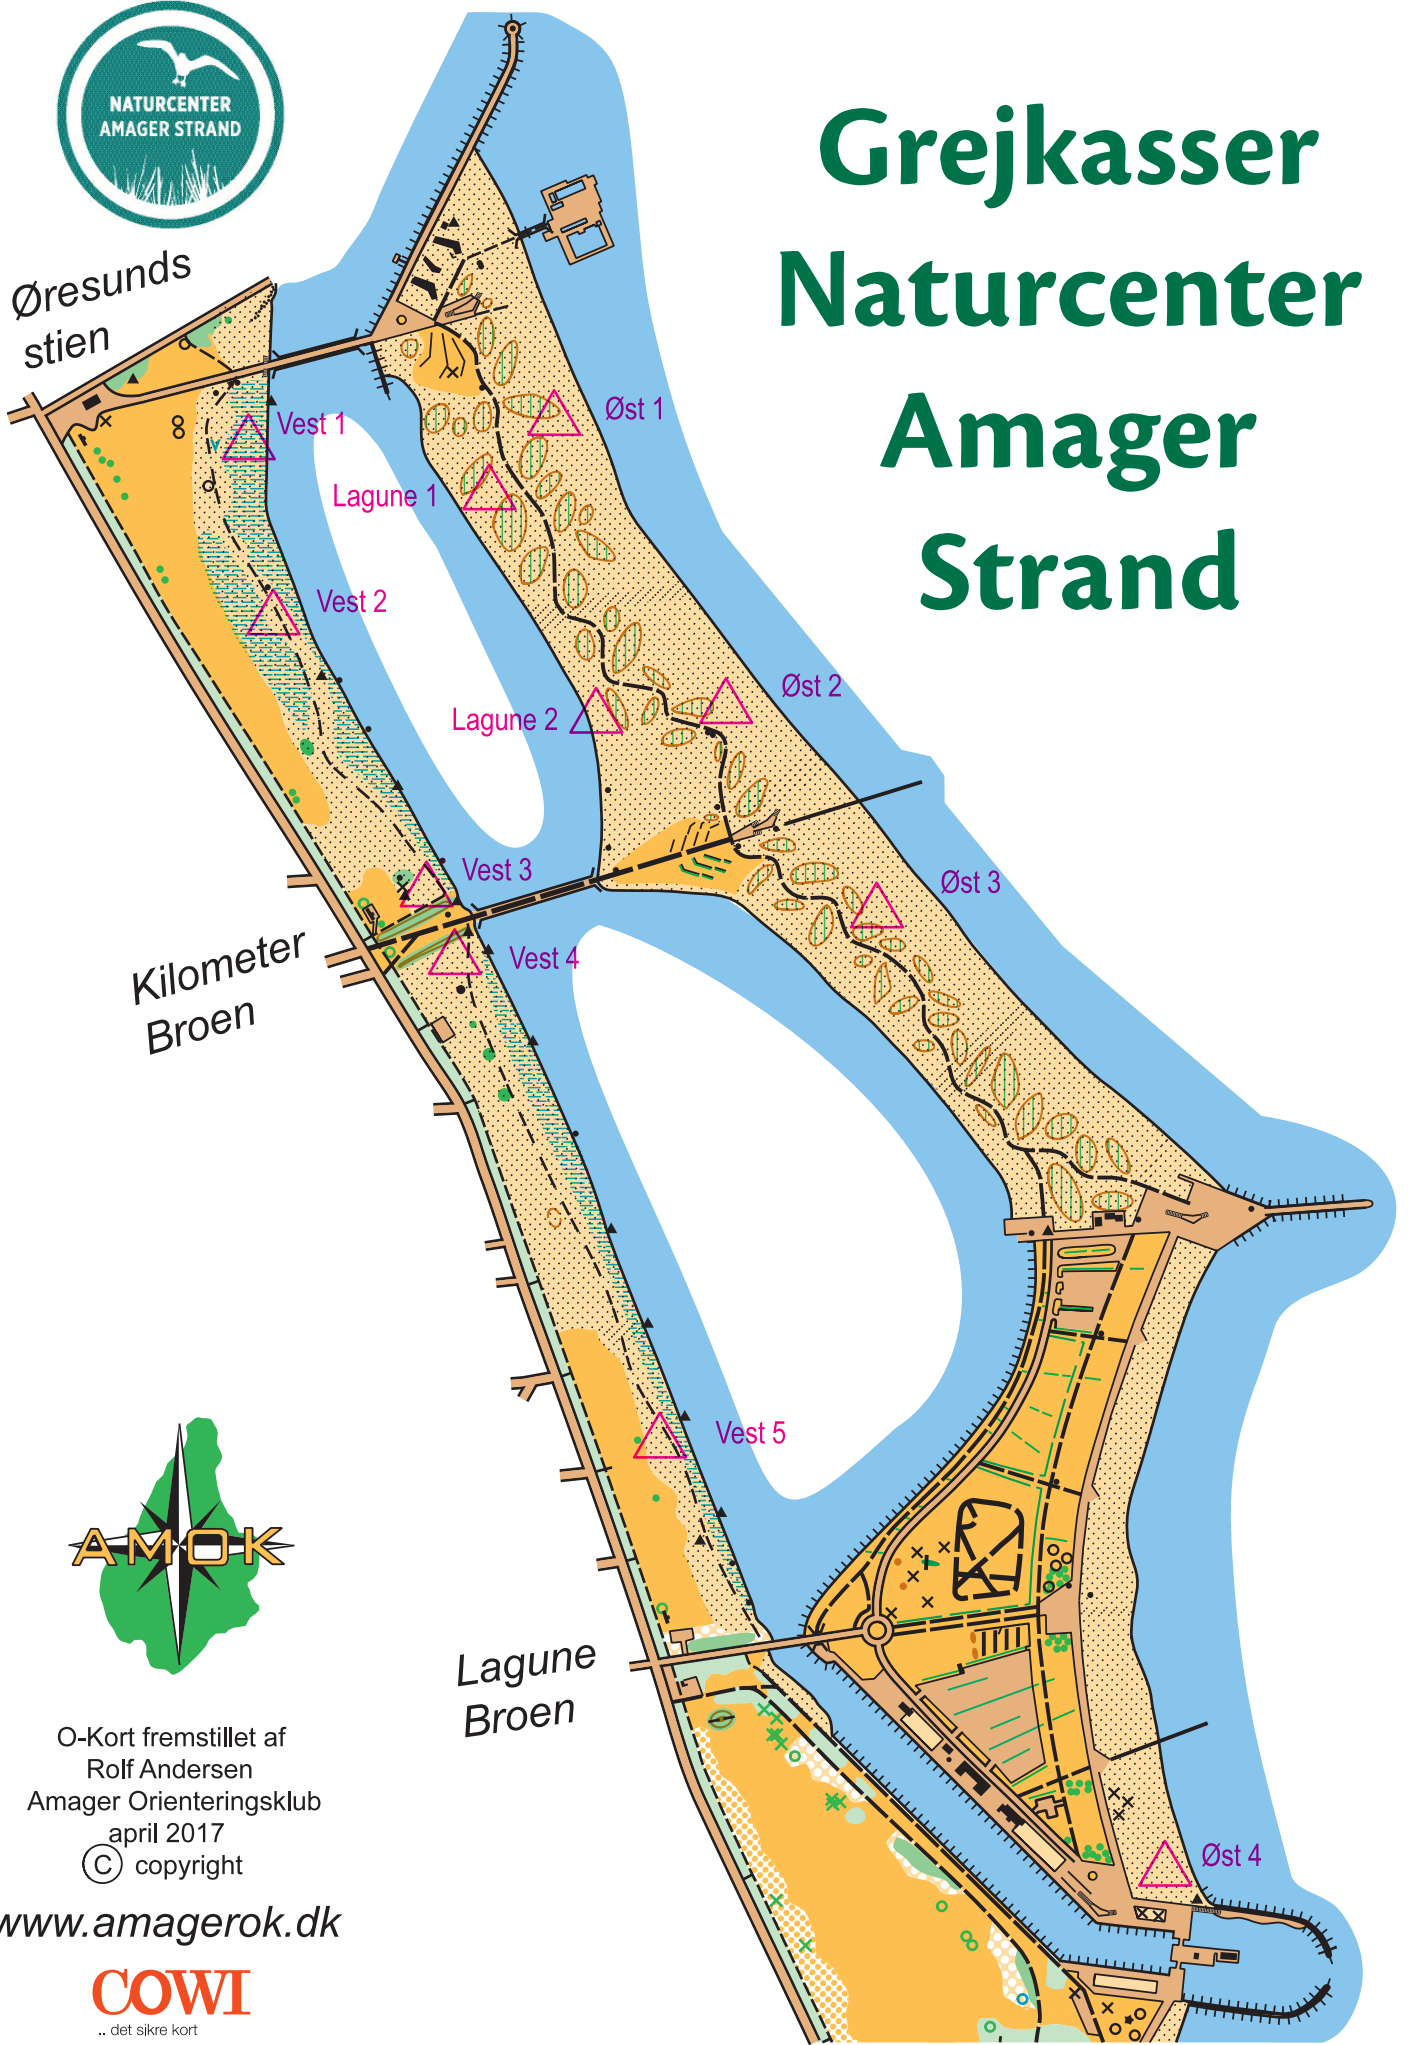 NATURCENTER
AMAGER STRAND
Grejkasser
Naturcenter
Amager
Strand
Øresunds
stien
Vest 1
Øst 1
Lagune 1
Vest 2
Øst 2
Lagune 2
Vest 3
Øst 3
Kilometer
Broen
Vest 4
Vest 5
AMOK
Lagune
Broen
O-Kort fremstillet af
Rolf Andersen
Amager Orienteringsklub
april 2017
© copyright
Øst 4
www.amagerok.dk
COWI
.. det sikre kort